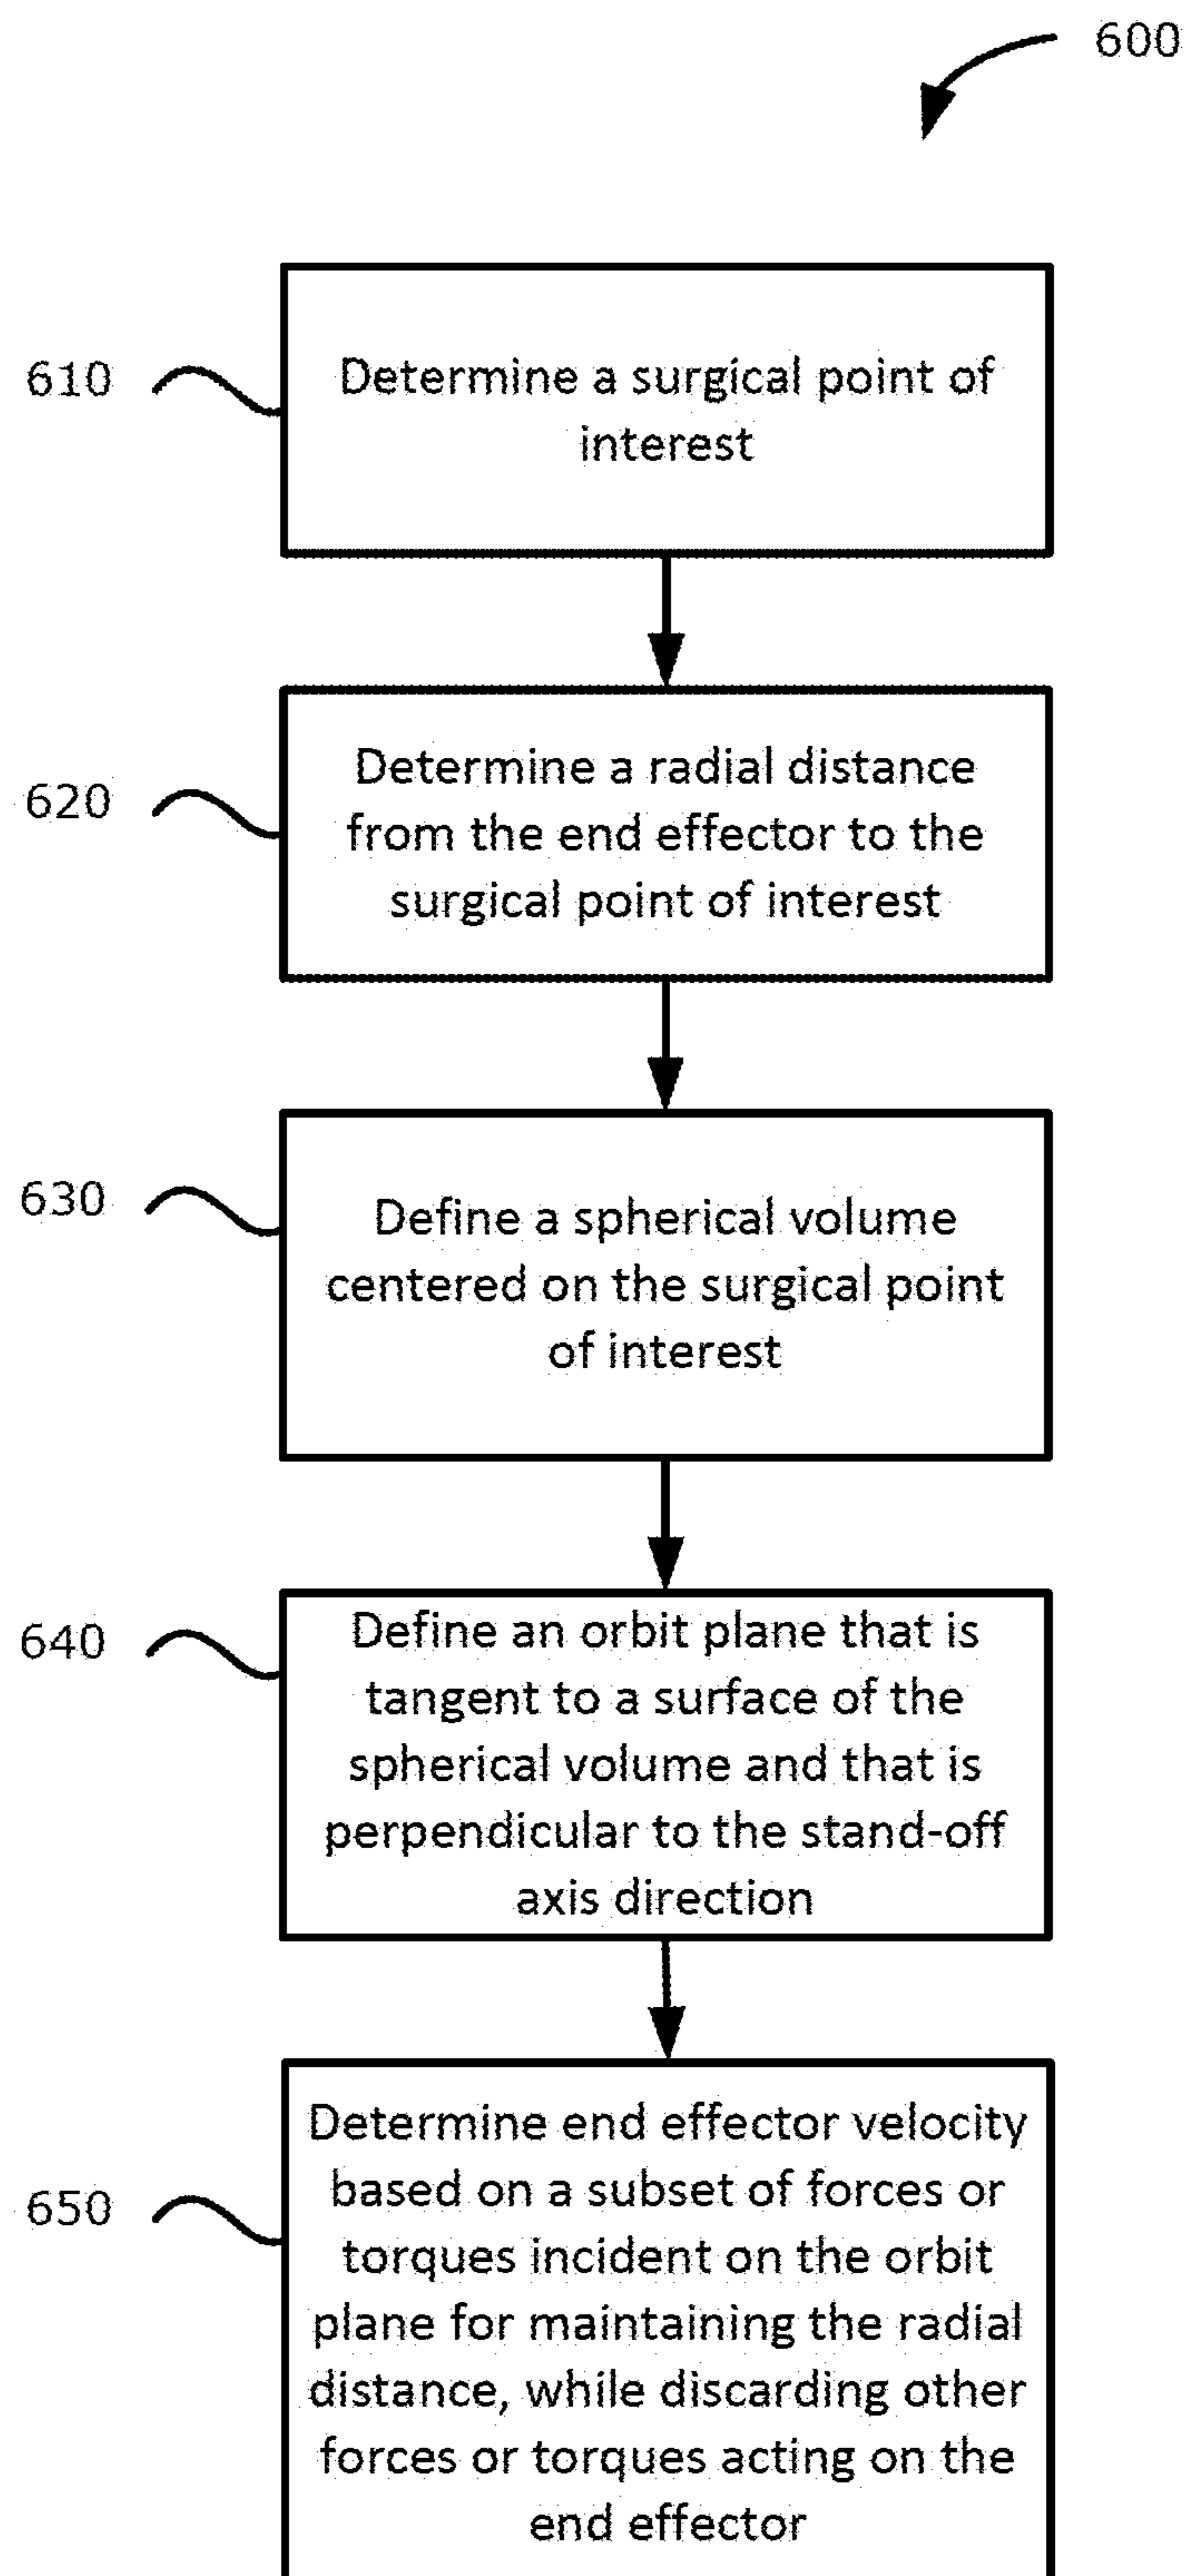 600
610
Determine a surgical point of
interest
620
Determine a radial distance
from the end effector to the
surgical point of interest
630
Define a spherical volume
centered on the surgical point
of interest
640
Define an orbit plane that is
tangent to a surface of the
spherical volume and that is
perpendicular to the stand-off
axis direction
650
Determine end effector velocity
based on a subset of forces or
torques incident on the orbit
plane for maintaining the radial
distance, while discarding other
forces or torques acting on the
end effector